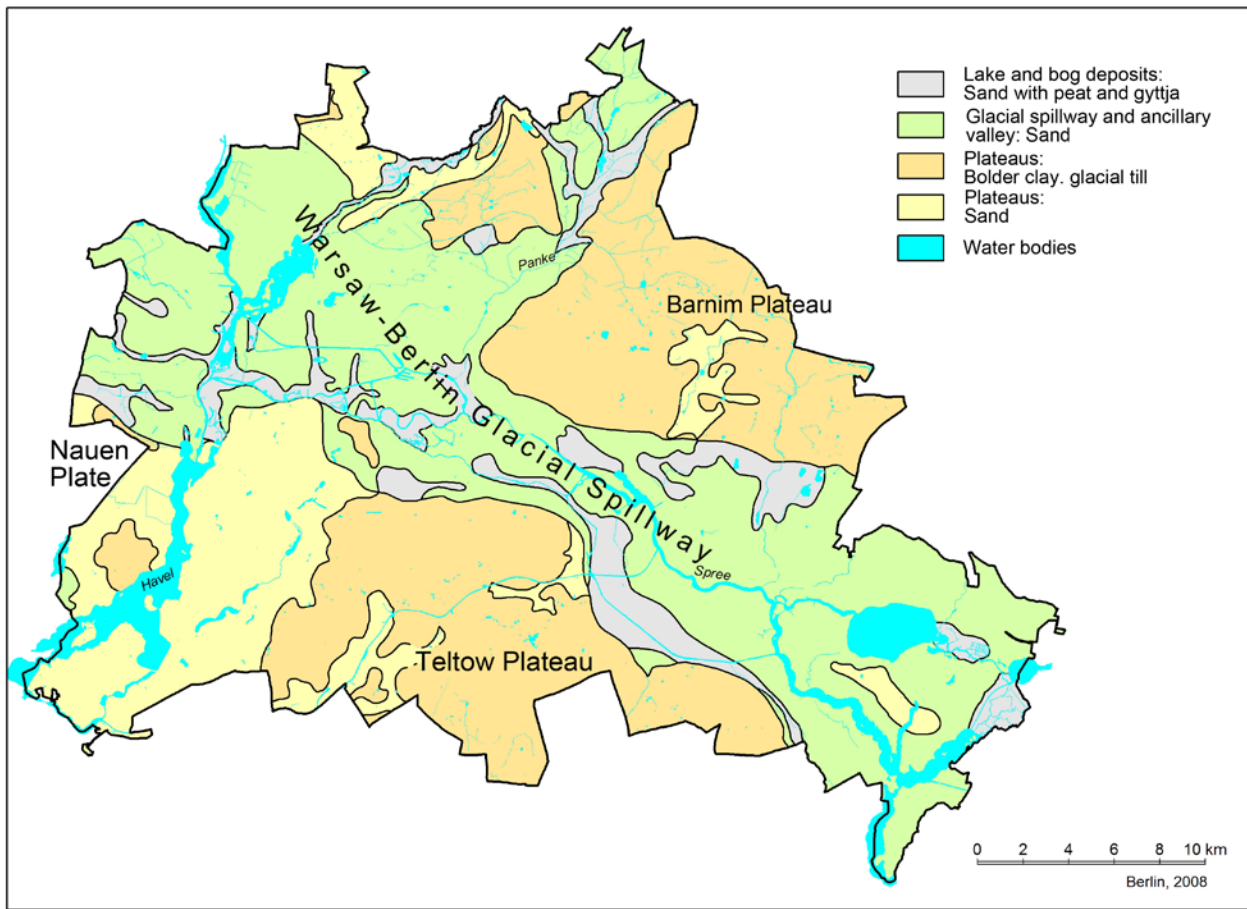 Lake and bog deposits:
Sand with peat and gyttja
Glacial spillway and ancillary
valley: Sand
Plateaus:
Bolder clay. glacial till
Plateaus:
Sand
Water bodies
Warsaw-Berlin Glacial Spillway
Panke
Barnim Plateau
Nauen
Plate
Havel
Spree
Teltow Plateau
0 2 4 6 8 10 km
Berlin, 2008